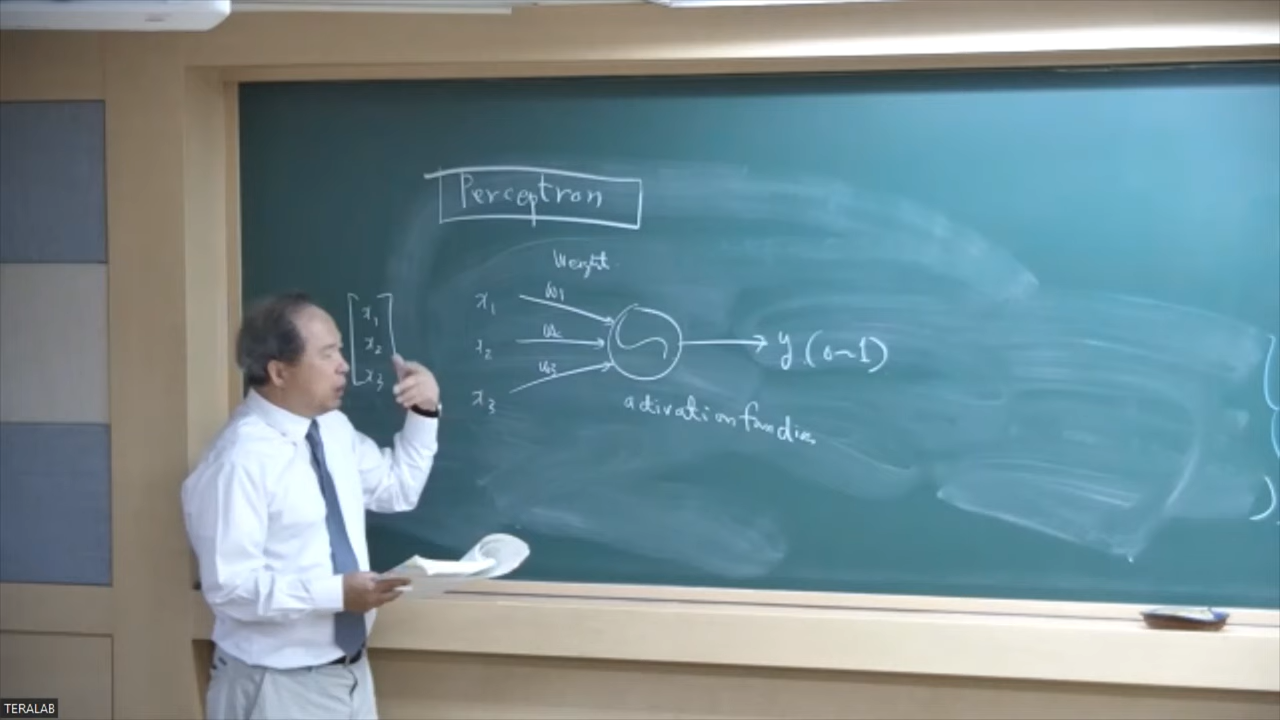 Perceptron
Weight
x1
x2
x3
x1 w1
x2 w2
x3 w3
y (0~1)
activation function
TERALAB